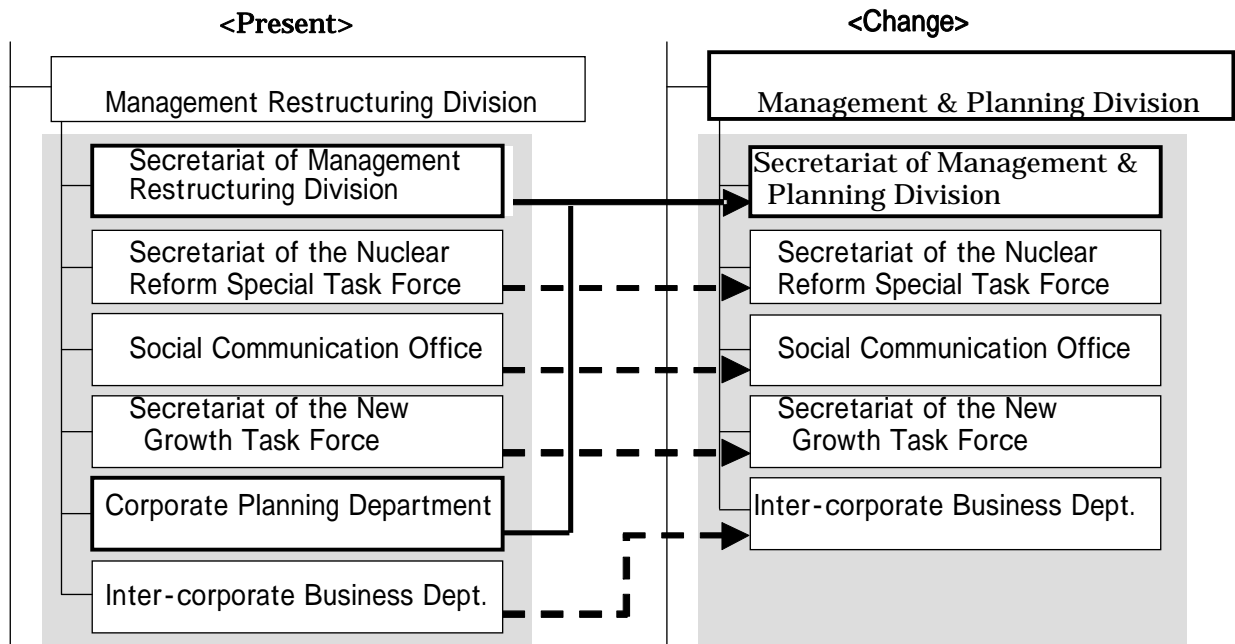 <Present>
Management Restructuring Division
Secretariat of Management
Restructuring Division
Secretariat of the Nuclear
Reform Special Task Force
Social Communication Office
Secretariat of the New
Growth Task Force
Corporate Planning Department
Inter-corporate Business Dept.
<Change>
Management & Planning Division
Secretariat of Management &
Planning Division
Secretariat of the Nuclear
Reform Special Task Force
Social Communication Office
Secretariat of the New
Growth Task Force
Inter-corporate Business Dept.